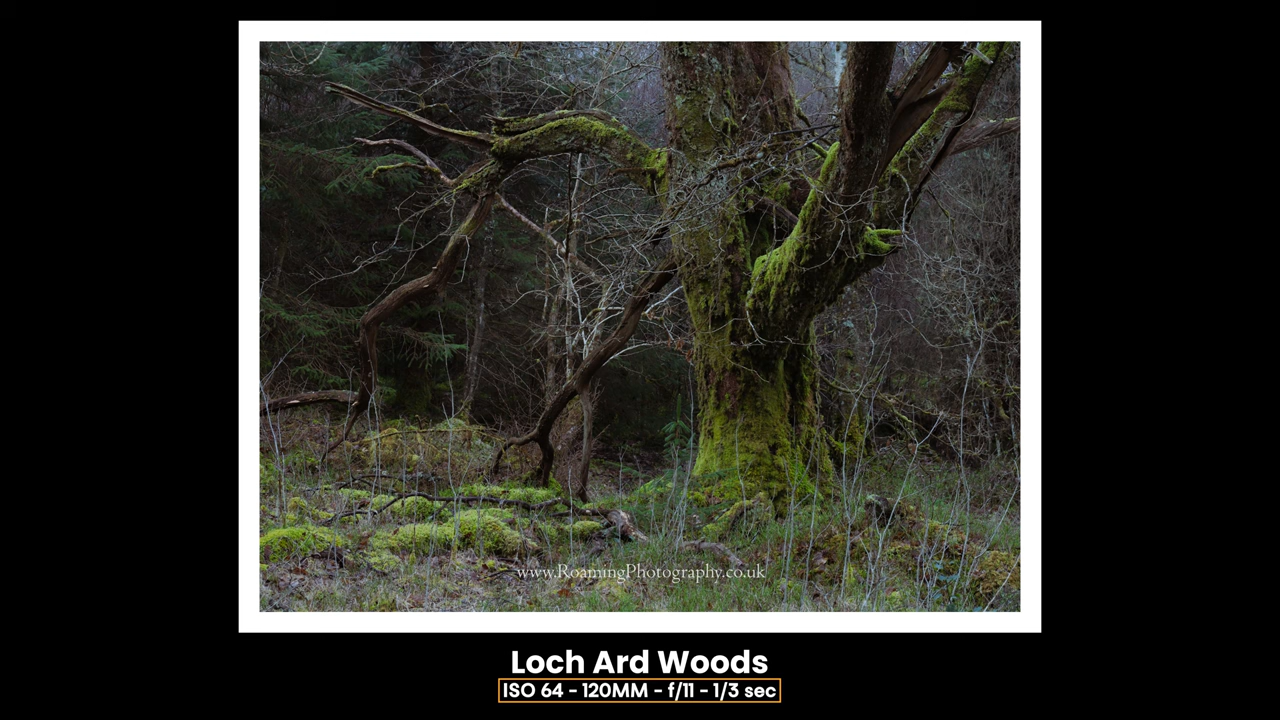 www.RoamingPhotography.co.uk
Loch Ard Woods
ISO 64 - 120MM - f/11 - 1/3 sec